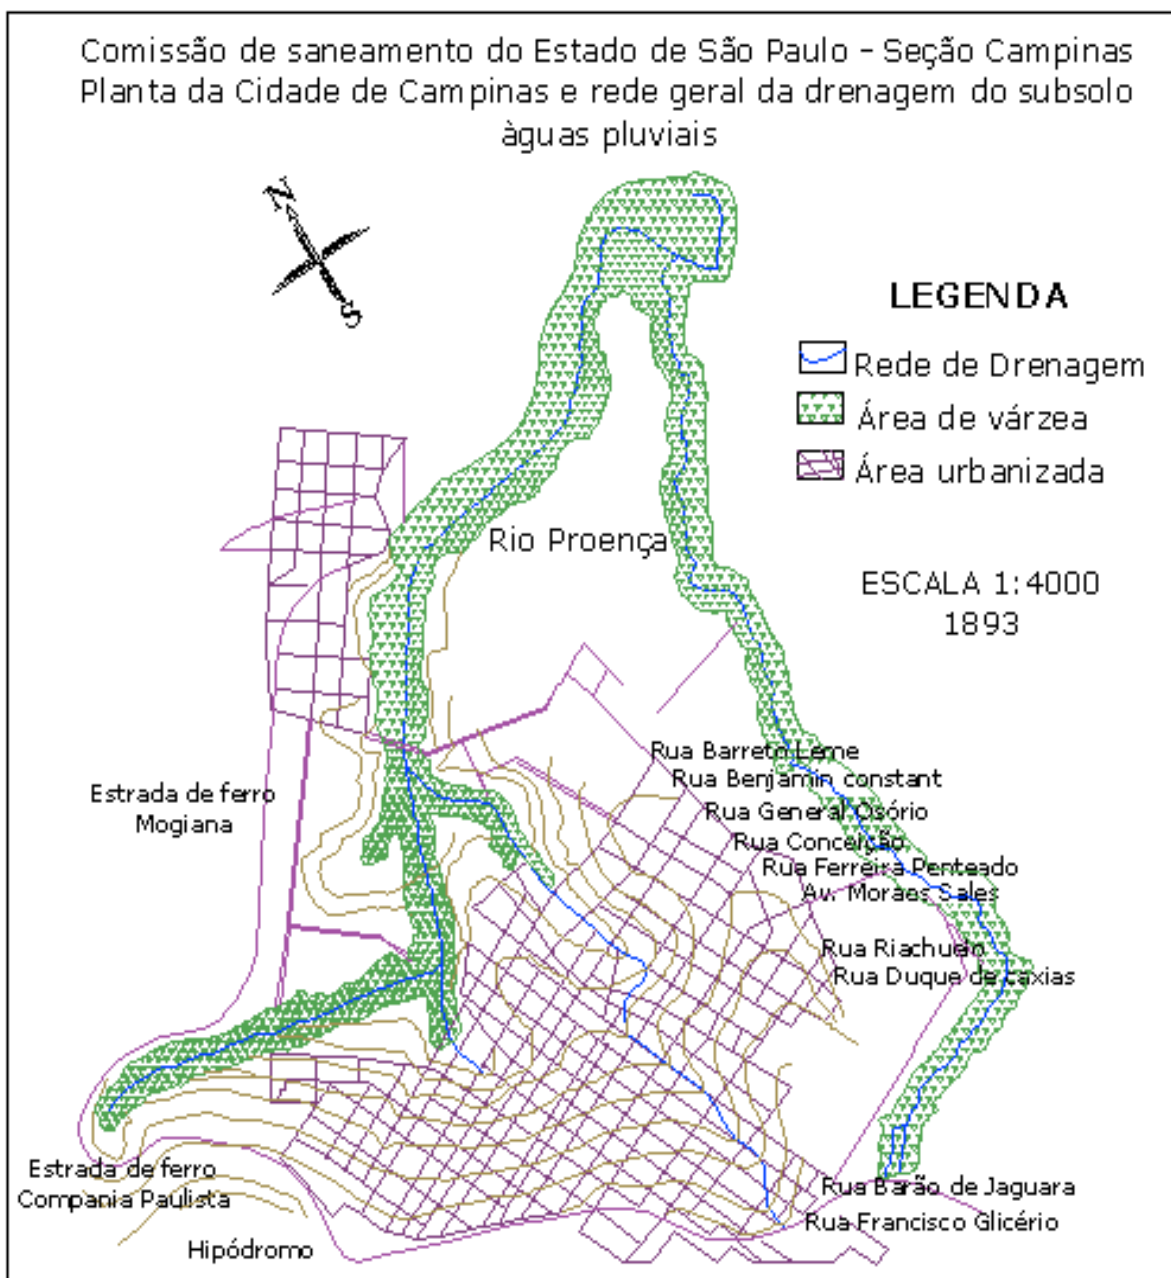 Comissão de saneamento do Estado de São Paulo - Seção Campinas
Planta da Cidade de Campinas e rede geral da drenagem do subsolo
àguas pluviais
N
S
LEGENDA
Rede de Drenagem
Área de várzea
Área urbanizada
Rio Proença
ESCALA 1:4000
1893
Rua Barreto Leme
Rua Benjamin constant
Rua General Osório
Rua Conceição
Rua Ferreira Penteado
Av. Moraes Sales
Rua Riachuelo
Rua Duque de caxias
Estrada de ferro
Mogiana
Estrada de ferro
Compania Paulista
Hipódromo
Rua Barão de Jaguara
Rua Francisco Glicério